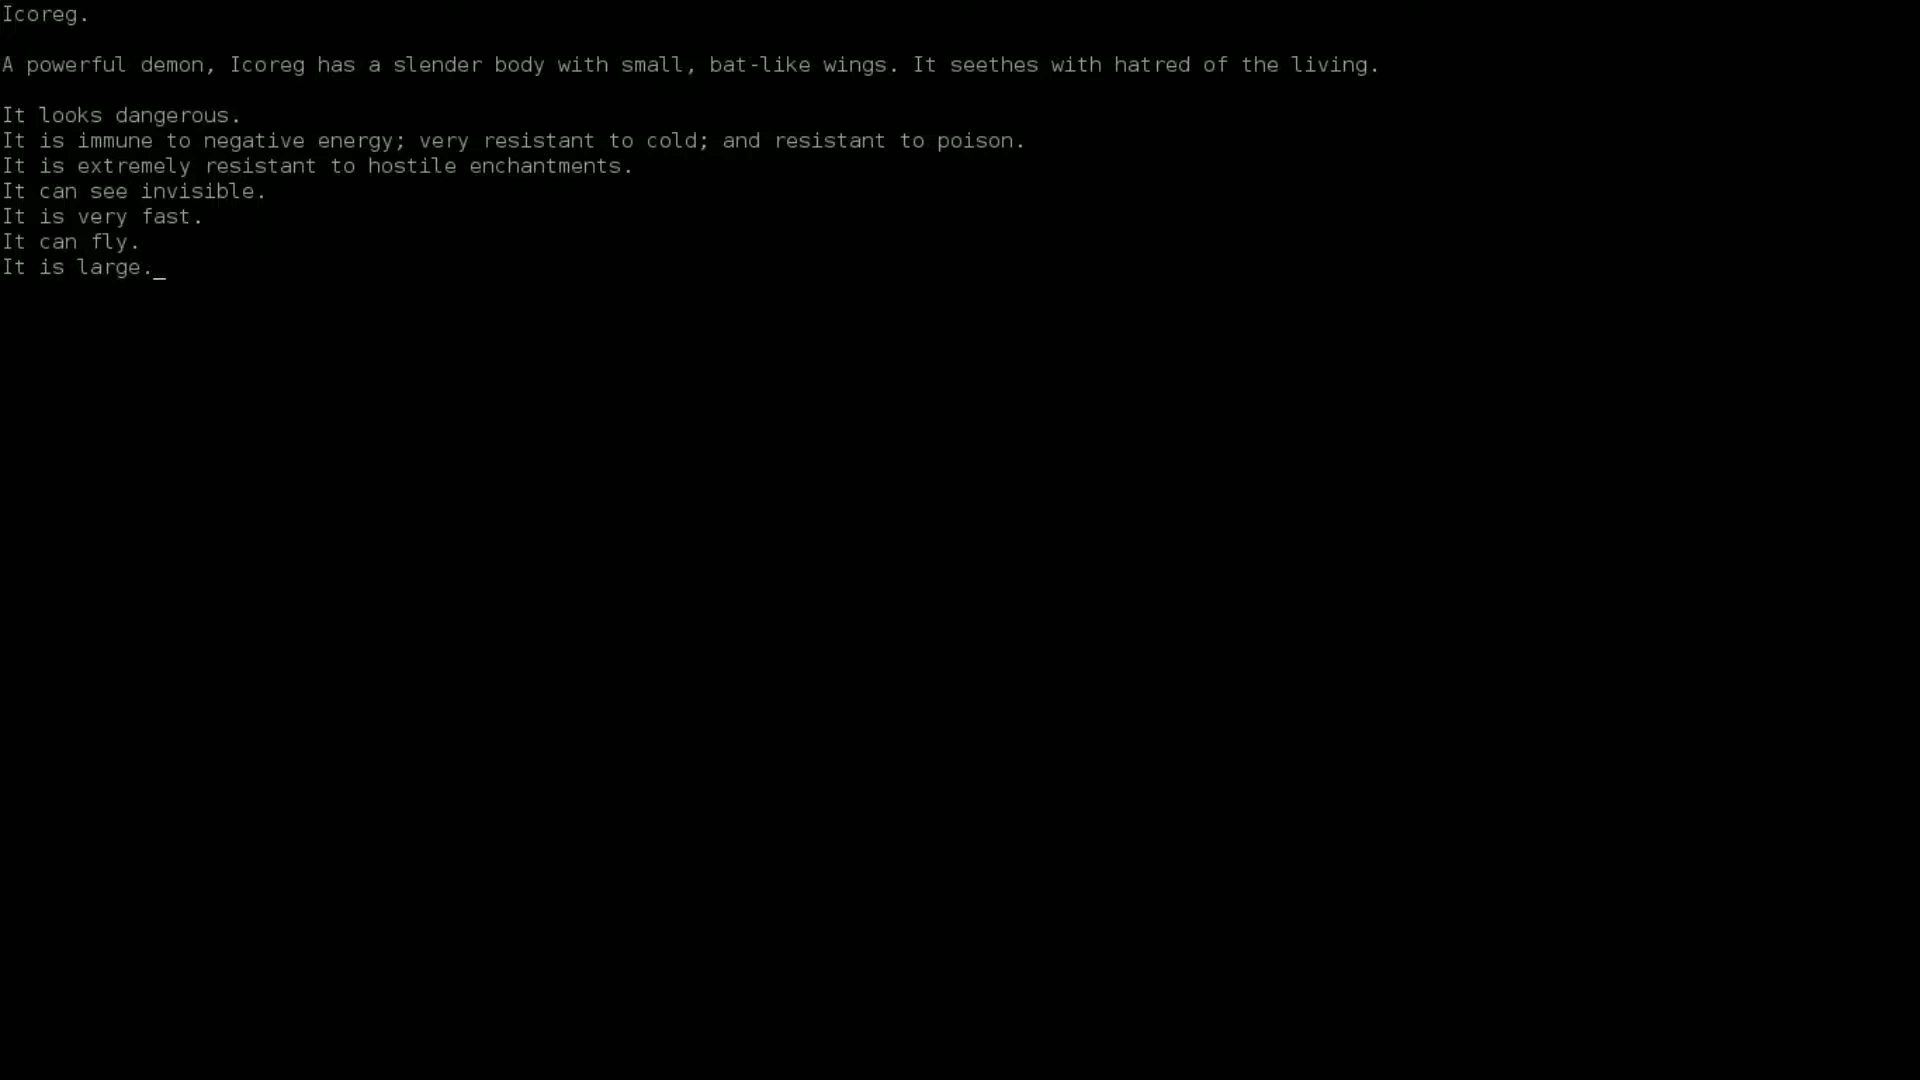 Icoreg.
A powerful demon, Icoreg has a slender body with small, bat-like wings. It seethes with hatred of the living.
It looks dangerous.
It is immune to negative energy; very resistant to cold; and resistant to poison.
It is extremely resistant to hostile enchantments.
It can see invisible.
It is very fast.
It can fly.
It is large._